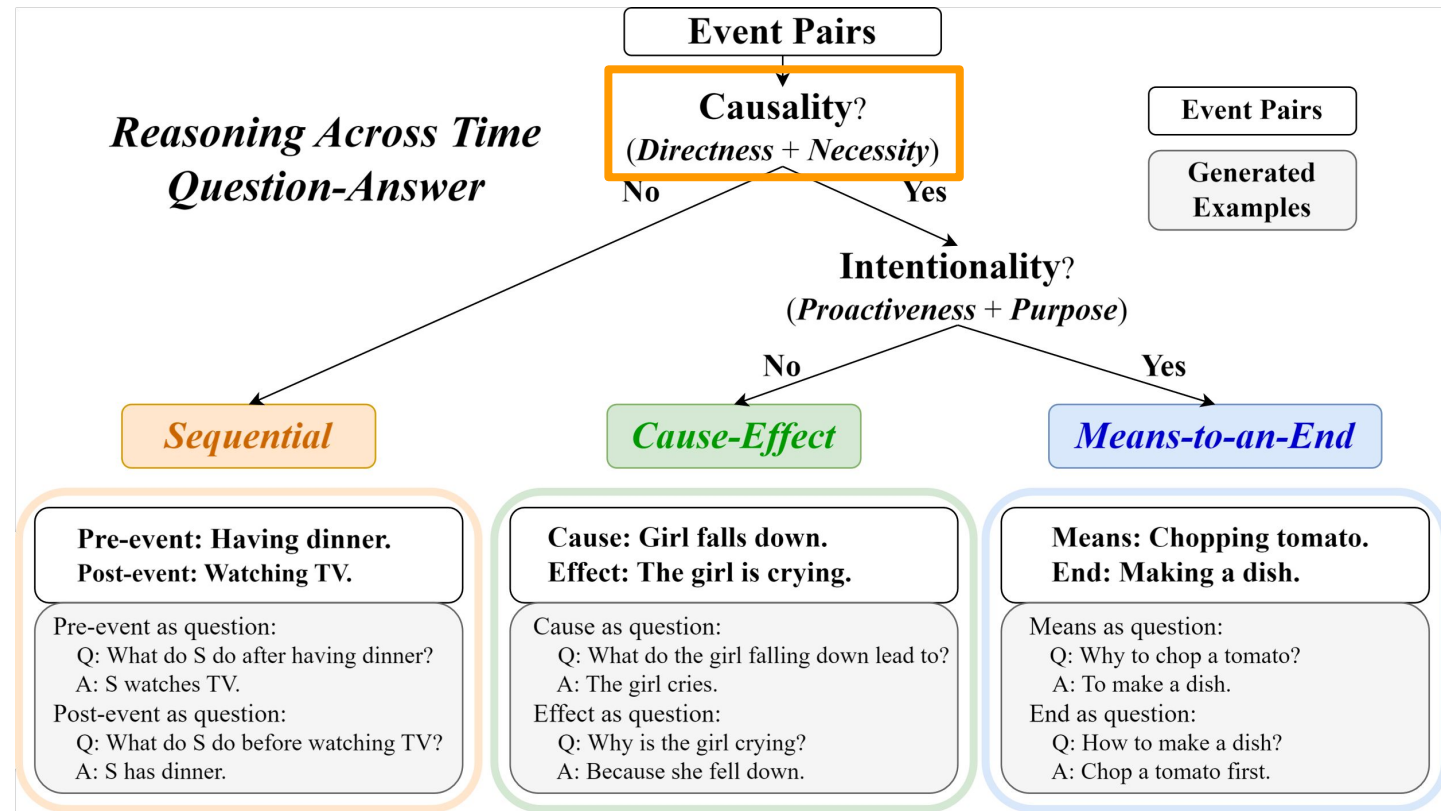 Event Pairs
Causality?
(Directness + Necessity)
Reasoning Across Time
Question-Answer
Event Pairs
Generated
Examples
No
Yes
Intentionality?
(Proactiveness + Purpose)
No
Yes
Sequential
Cause-Effect
Means-to-an-End
Pre-event: Having dinner.
Post-event: Watching TV.
Pre-event as question:
Q: What do S do after having dinner?
A: S watches TV.
Post-event as question:
Q: What do S do before watching TV?
A: S has dinner.
Cause: Girl falls down.
Effect: The girl is crying.
Cause as question:
Q: What do the girl falling down lead to?
A: The girl cries.
Effect as question:
Q: Why is the girl crying?
A: Because she fell down.
Means: Chopping tomato.
End: Making a dish.
Means as question:
Q: Why to chop a tomato?
A: To make a dish.
End as question:
Q: How to make a dish?
A: Chop a tomato first.